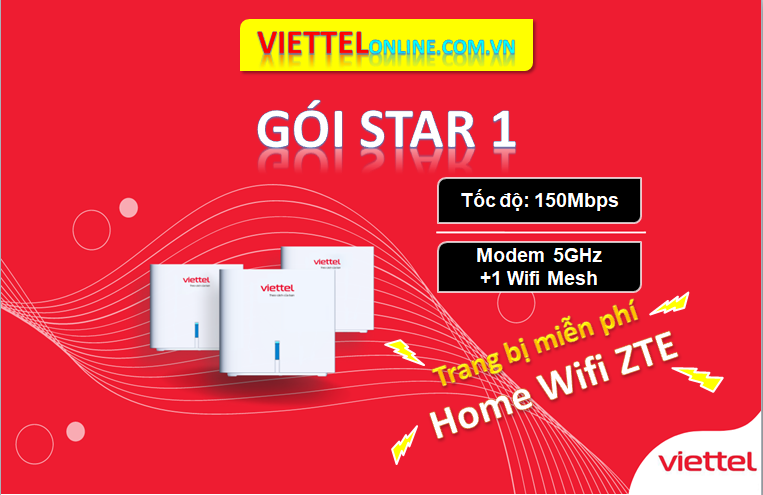 VIETTELONLINE.COM.VN
GÓI STAR 1
Tốc độ: 150Mbps
Modem 5GHz
+1 Wifi Mesh
viettel
viettel
viettel
Trang bị miễn phí
Home Wifi ZTE
viettel